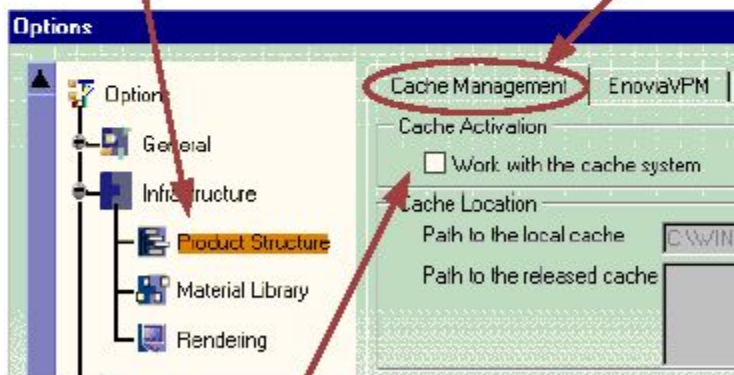 Options
Options
General
Infrastructure
Product Structure
Material Library
Rendering
Cache Management
EnoviaVPM
Cache Activation
Work with the cache system
Cache Location
Path to the local cache
C:\WIN
Path to the released cache